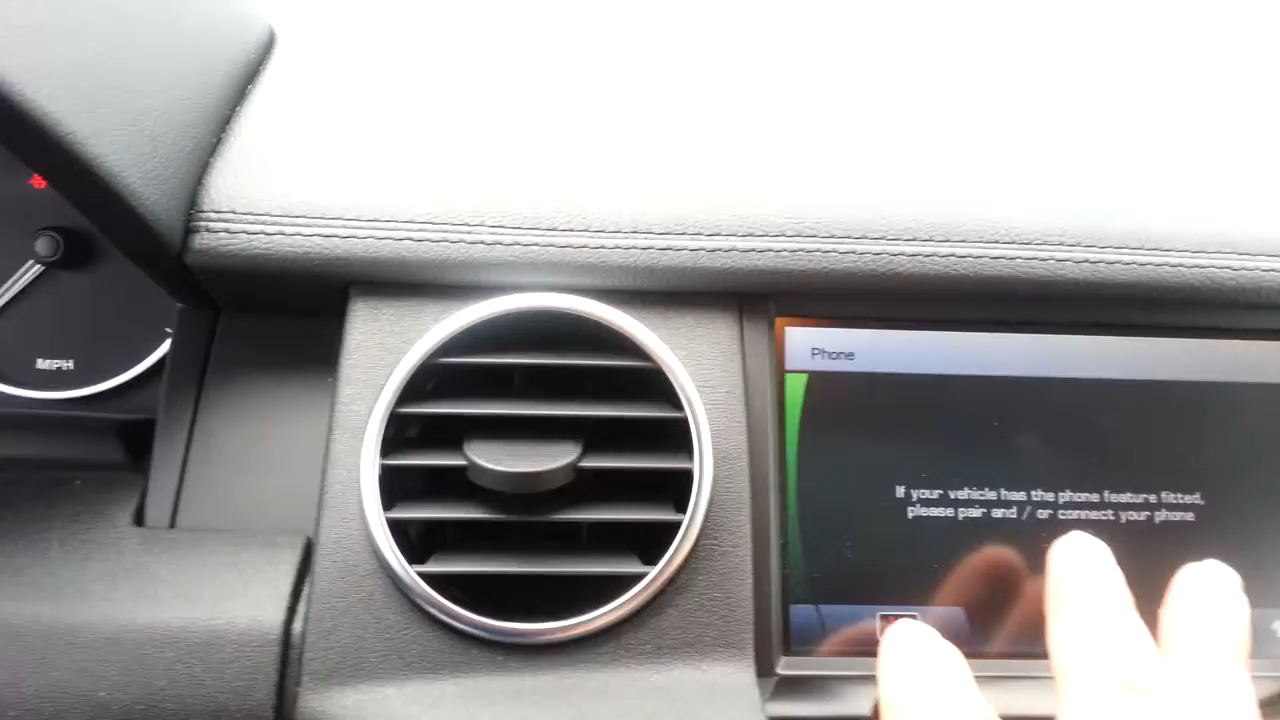 MPH
Phone
If your vehicle has the phone feature fitted,
please pair and / or connect your phone